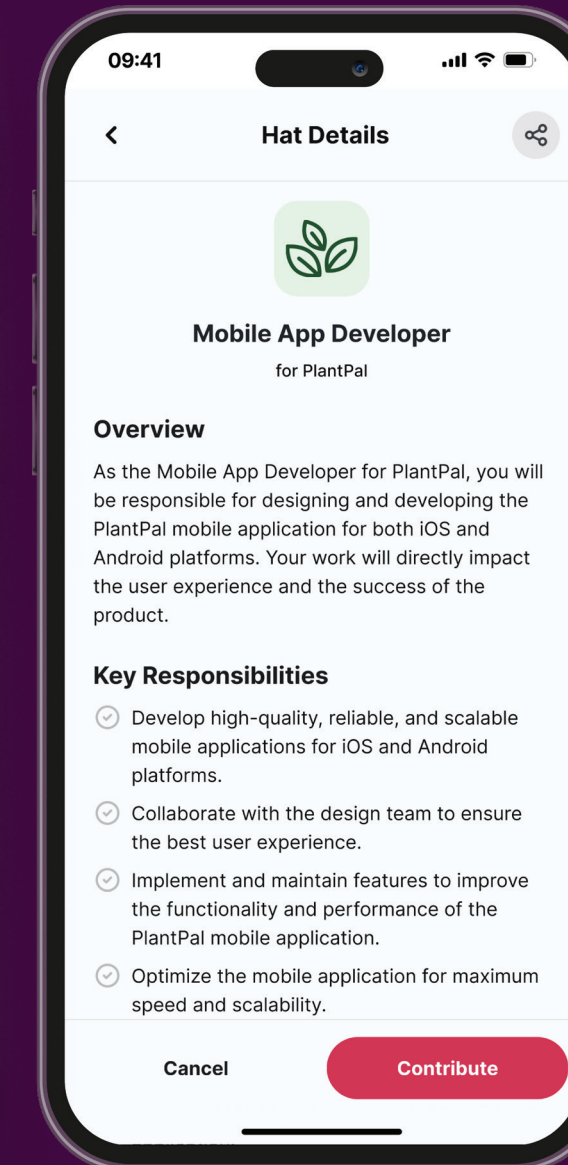 09:41
Hat Details
Mobile App Developer
for PlantPal
Overview
As the Mobile App Developer for PlantPal, you will
be responsible for designing and developing the
PlantPal mobile application for both iOS and
Android platforms. Your work will directly impact
the user experience and the success of the
product.
Key Responsibilities
Develop high-quality, reliable, and scalable
mobile applications for iOS and Android
platforms.
Collaborate with the design team to ensure
the best user experience.
Implement and maintain features to improve
the functionality and performance of the
PlantPal mobile application.
Optimize the mobile application for maximum
speed and scalability.
Cancel
Contribute